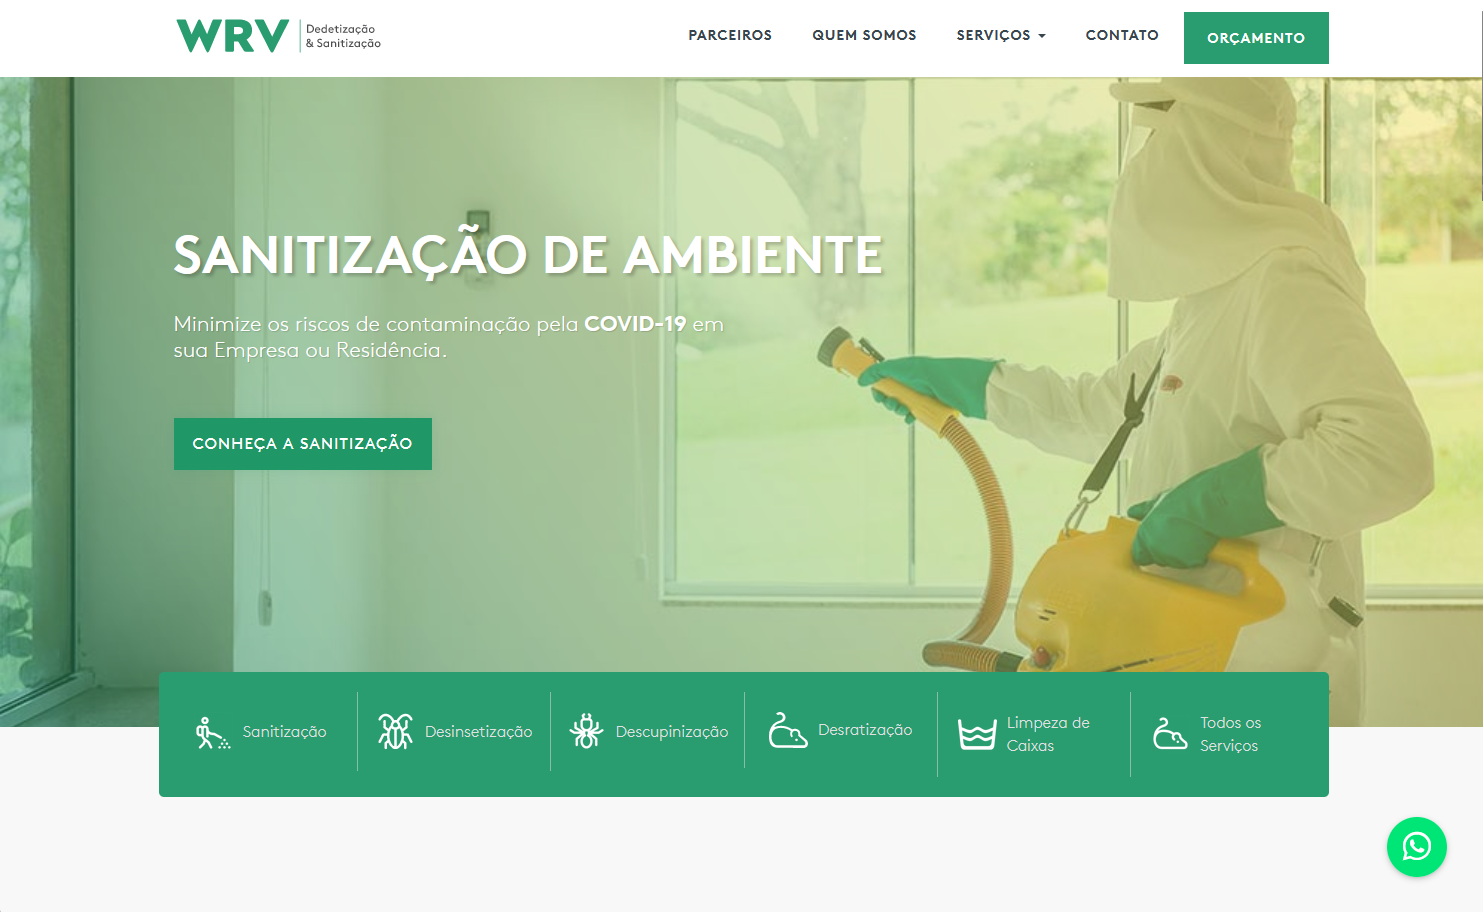 WRV
Dedetização
& Sanitização
PARCEIROS
QUEM SOMOS
SERVIÇOS
CONTATO
ORÇAMENTO
SANITIZAÇÃO DE AMBIENTE
Minimize os riscos de contaminação pela COVID-19 em
sua Empresa ou Residência.
CONHEÇA A SANITIZAÇÃO
Sanitização
Desinsetização
Descupinização
Desratização
Limpeza de
Caixas
Todos os
Serviços